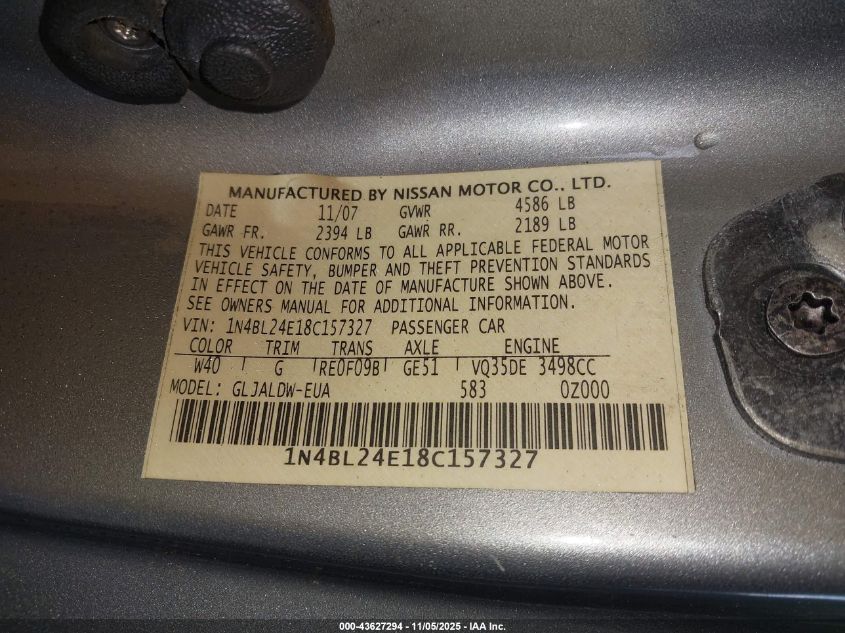 MANUFACTURED BY NISSAN MOTOR CO., LTD.
DATE 11/07 GVWR 4586 LB
GAWR FR. 2394 LB GAWR RR. 2189 LB
THIS VEHICLE CONFORMS TO ALL APPLICABLE FEDERAL MOTOR
VEHICLE SAFETY, BUMPER AND THEFT PREVENTION STANDARDS
IN EFFECT ON THE DATE OF MANUFACTURE SHOWN ABOVE.
SEE OWNERS MANUAL FOR ADDITIONAL INFORMATION.
VIN: 1N4BL24E18C157327 PASSENGER CAR
COLOR TRIM TRANS AXLE ENGINE
W40 G RE0F09B GE51 VQ35DE 3498CC
MODEL: GLJALDW-EUA 583 0Z000
1N4BL24E18C157327
000-43627294 - 11/05/2025 - IAA Inc.